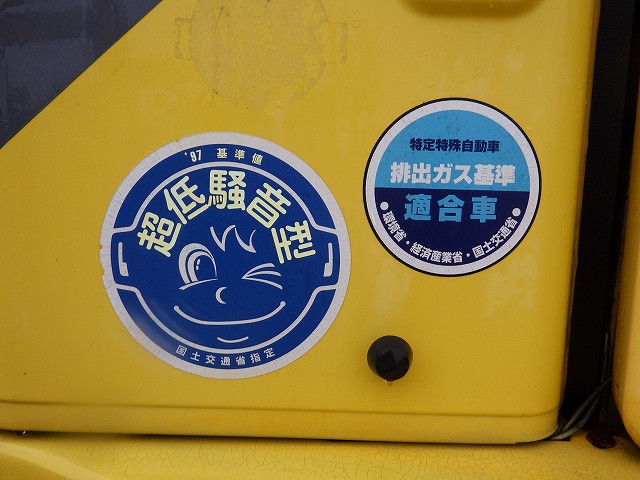 '97 基準値
超低騒音型
国土交通省指定
特定特殊自動車
排出ガス基準
適合車
●環境省・経済産業省・国土交通省●